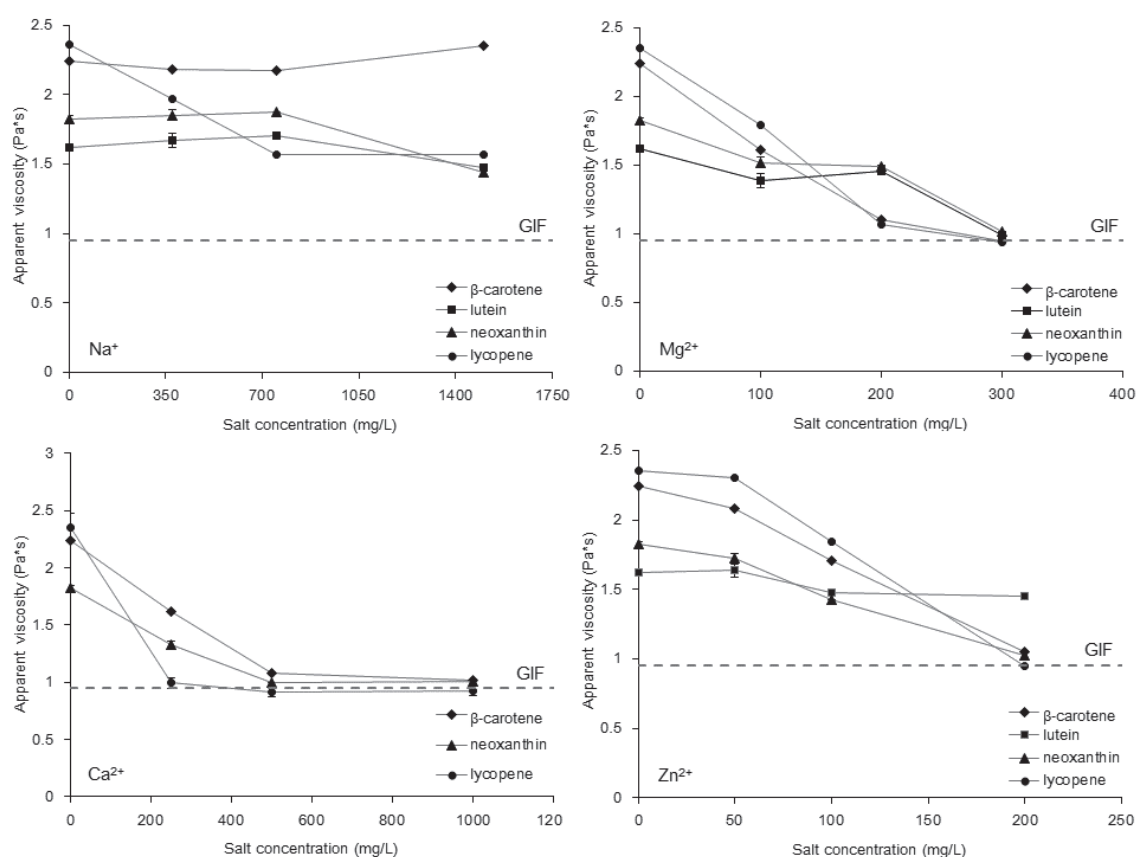 2.5
2
1.5
1
0.5
0
Apparent viscosity (Pa*s)
GIF
β-carotene
lutein
neoxanthin
lycopene
Na⁺
0 350 700 1050 1400 1750
Salt concentration (mg/L)
2.5
2
1.5
1
0.5
0
Apparent viscosity (Pa*s)
GIF
β-carotene
lutein
neoxanthin
lycopene
Mg²⁺
0 100 200 300 400
Salt concentration (mg/L)
3
2.5
2
1.5
1
0.5
0
Apparent viscosity (Pa*s)
GIF
β-carotene
neoxanthin
lycopene
Ca²⁺
0 200 400 600 800 1000 120
Salt concentration (mg/L)
2.5
2
1.5
1
0.5
0
Apparent viscosity (Pa*s)
GIF
β-carotene
lutein
neoxanthin
lycopene
Zn²⁺
0 50 100 150 200 250
Salt concentration (mg/L)